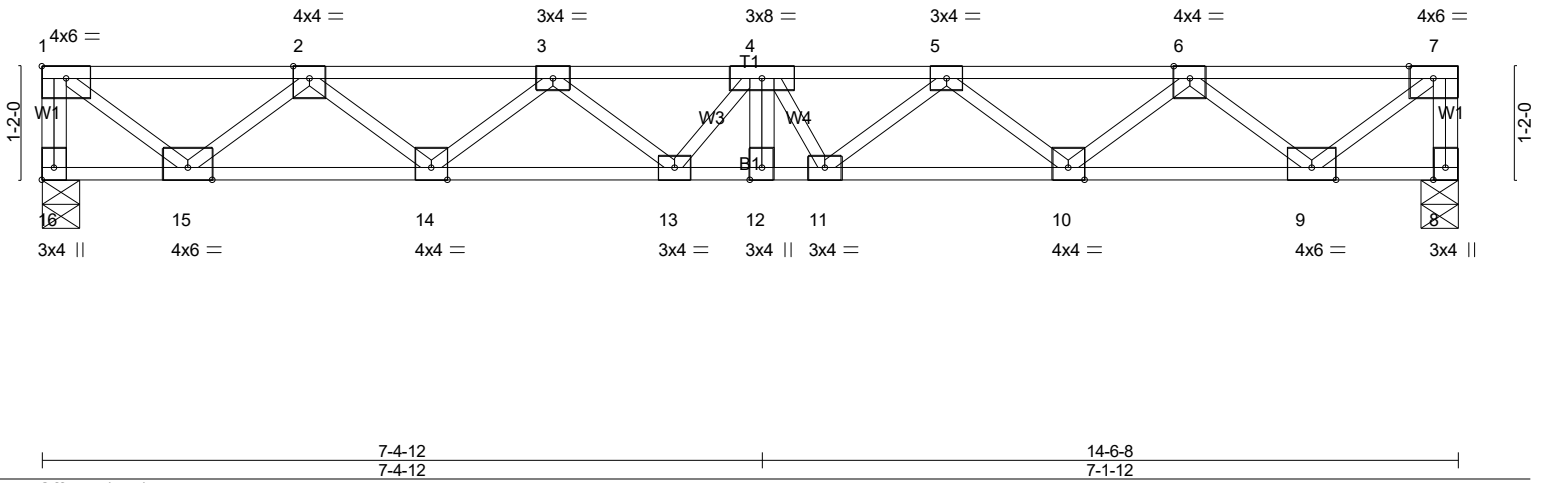 4x4 =
3x4 =
3x8 =
3x4 =
4x4 =
4x6 =
1
4x6 =
2
3
4
5
6
7
T1
W1
W3
W4
W1
1-2-0
1-2-0
B1
16
15
14
13
12
11
10
9
8
3x4 ||
4x6 =
4x4 =
3x4 =
3x4 ||
3x4 =
4x4 =
4x6 =
3x4 ||
7-4-12
14-6-8
7-4-12
7-1-12